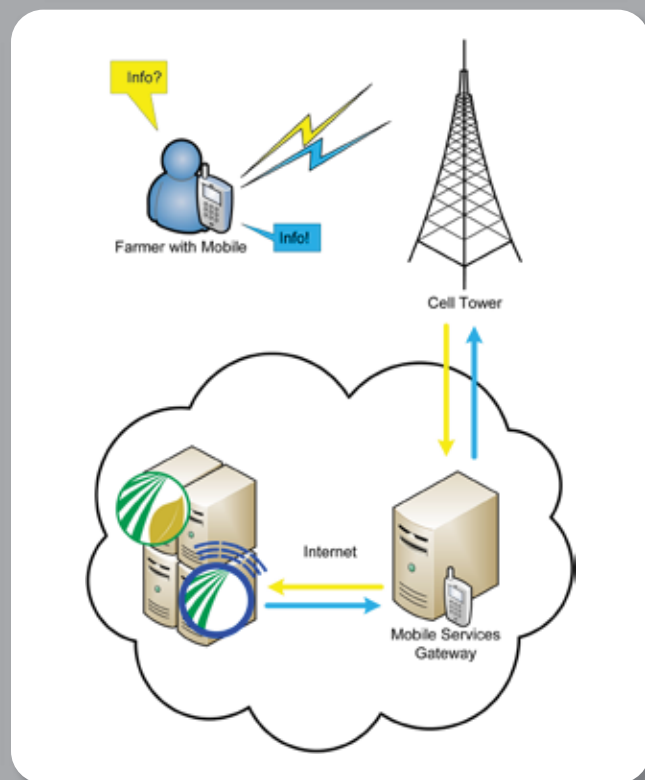 Info?
Info!
Farmer with Mobile
Cell Tower
Internet
Mobile Services
Gateway